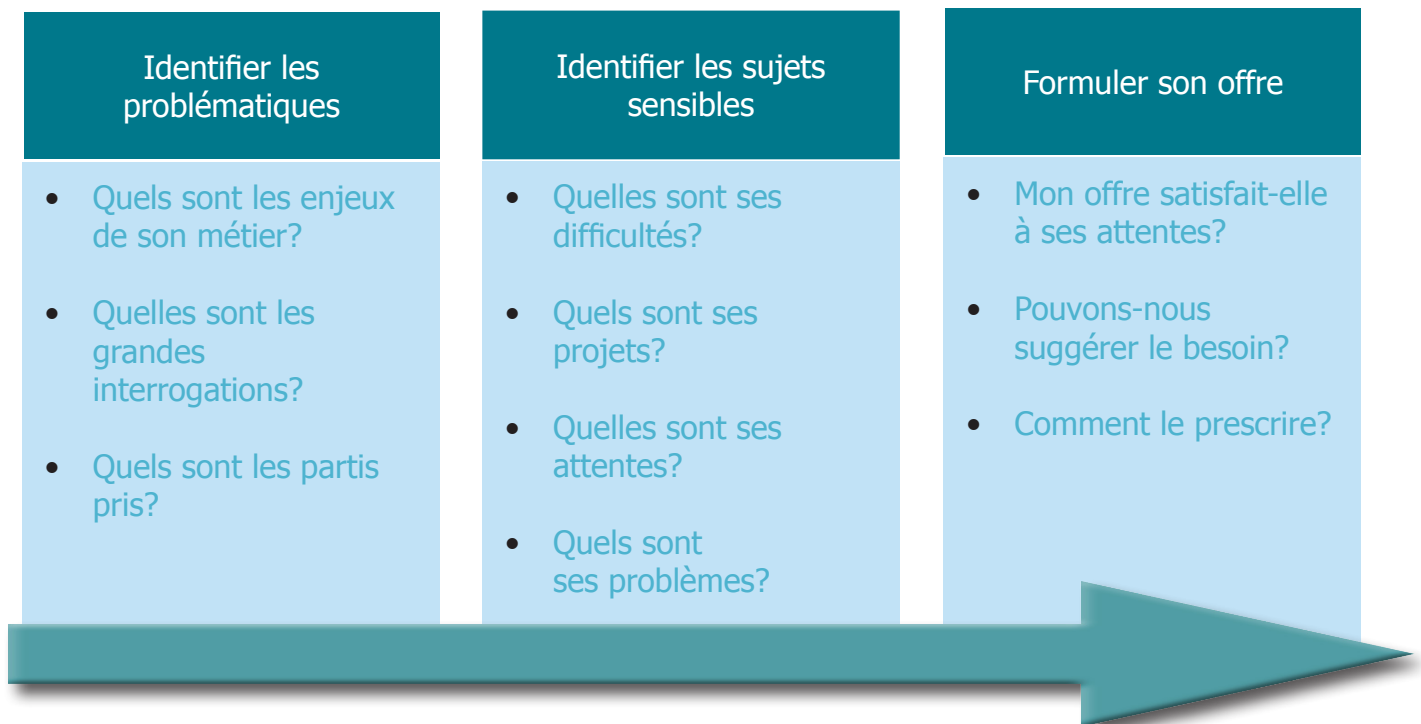 Identifier les
problématiques
• Quels sont les enjeux
de son métier?
• Quelles sont les
grandes
interrogations?
• Quels sont les partis
pris?
Identifier les sujets
sensibles
• Quelles sont ses
difficultés?
• Quels sont ses
projets?
• Quelles sont ses
attentes?
• Quels sont
ses problèmes?
Formuler son offre
• Mon offre satisfait-elle
à ses attentes?
• Pouvons-nous
suggérer le besoin?
• Comment le prescrire?